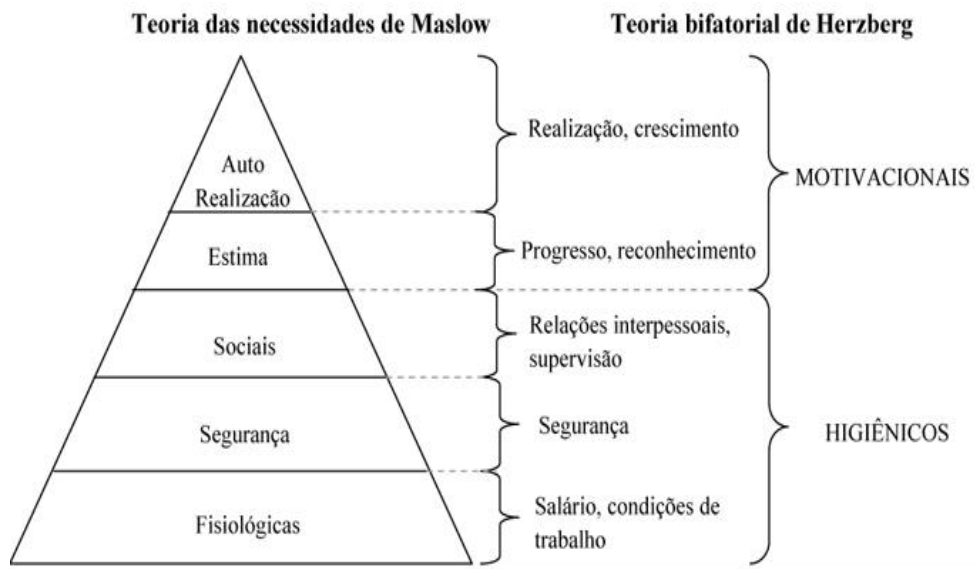 Teoria das necessidades de Maslow
Teoria bifatorial de Herzberg
Auto
Realização
Estima
Sociais
Segurança
Fisiológicas
Realização, crescimento
Progresso, reconhecimento
Relações interpessoais,
supervisão
Segurança
Salário, condições de
trabalho
MOTIVACIONAIS
HIGIÊNICOS